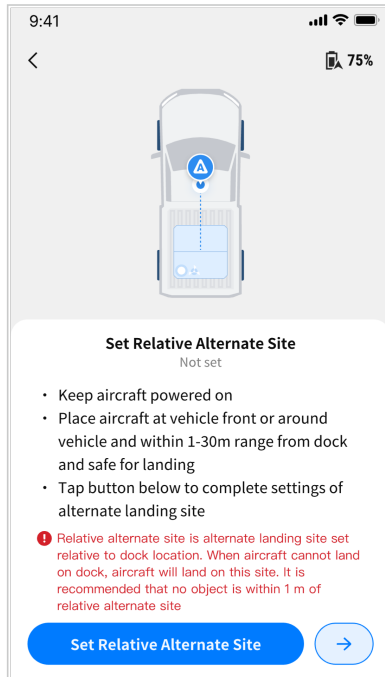 9:41
75%
A
Set Relative Alternate Site
Not set
• Keep aircraft powered on
• Place aircraft at vehicle front or around
vehicle and within 1-30m range from dock
and safe for landing
• Tap button below to complete settings of
alternate landing site
Relative alternate site is alternate landing site set
relative to dock location. When aircraft cannot land
on dock, aircraft will land on this site. It is
recommended that no object is within 1 m of
relative alternate site
Set Relative Alternate Site